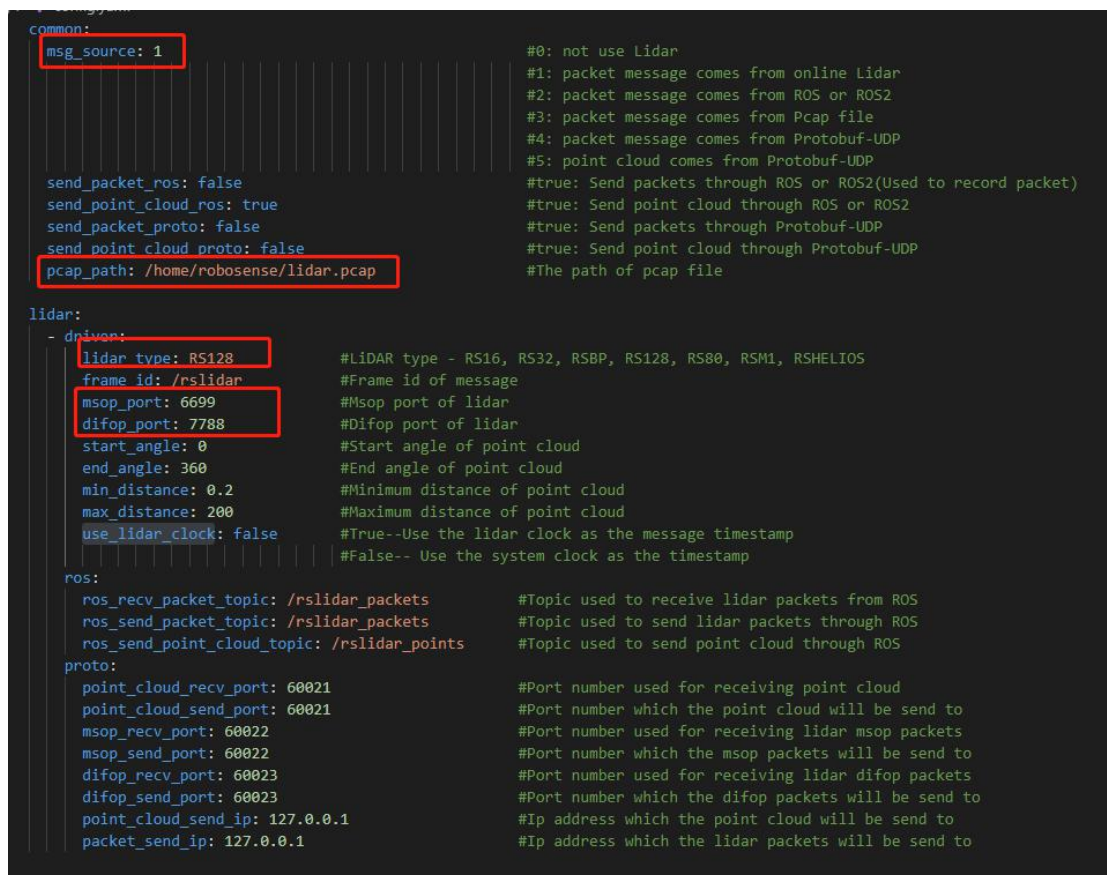 common:
msg_source: 1 #0: not use Lidar
#1: packet message comes from online Lidar
#2: packet message comes from ROS or ROS2
#3: packet message comes from Pcap file
#4: packet message comes from Protobuf-UDP
#5: point cloud comes from Protobuf-UDP
send_packet_ros: false #true: Send packets through ROS or ROS2(Used to record packet)
send_point_cloud_ros: true #true: Send point cloud through ROS or ROS2
send_packet_proto: false #true: Send packets through Protobuf-UDP
send_point_cloud_proto: false #true: Send point cloud through Protobuf-UDP
pcap_path: /home/robosense/lidar.pcap #The path of pcap file
lidar:
- driver:
lidar_type: RS128 #LiDAR type - RS16, RS32, RSBP, RS128, RS80, RSM1, RSHELIOS
frame_id: /rslidar #Frame id of message
msop_port: 6699 #Msop port of lidar
difop_port: 7788 #Difop port of lidar
start_angle: 0 #Start angle of point cloud
end_angle: 360 #End angle of point cloud
min_distance: 0.2 #Minimum distance of point cloud
max_distance: 200 #Maximum distance of point cloud
use_lidar_clock: false #True--Use the lidar clock as the message timestamp
#False-- Use the system clock as the timestamp
ros:
ros_recv_packet_topic: /rslidar_packets #Topic used to receive lidar packets from ROS
ros_send_packet_topic: /rslidar_packets #Topic used to send lidar packets through ROS
ros_send_point_cloud_topic: /rslidar_points #Topic used to send point cloud through ROS
proto:
point_cloud_recv_port: 60021 #Port number used for receiving point cloud
point_cloud_send_port: 60021 #Port number which the point cloud will be send to
msop_recv_port: 60022 #Port number used for receiving lidar msop packets
msop_send_port: 60022 #Port number which the msop packets will be send to
difop_recv_port: 60023 #Port number used for receiving lidar difop packets
difop_send_port: 60023 #Port number which the difop packets will be send to
point_cloud_send_ip: 127.0.0.1 #Ip address which the point cloud will be send to
packet_send_ip: 127.0.0.1 #Ip address which the lidar packets will be send to